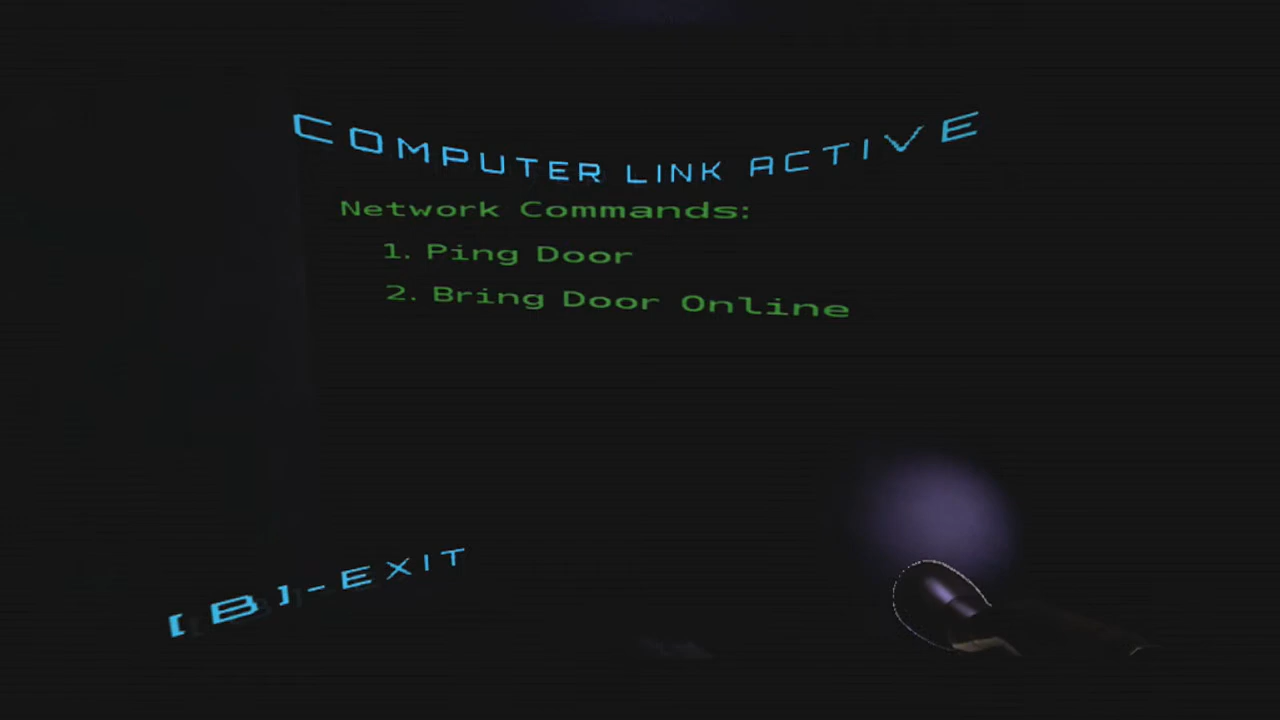 COMPUTER LINK ACTIVE
Network Commands:
1. Ping Door
2. Bring Door Online
[B]-EXIT